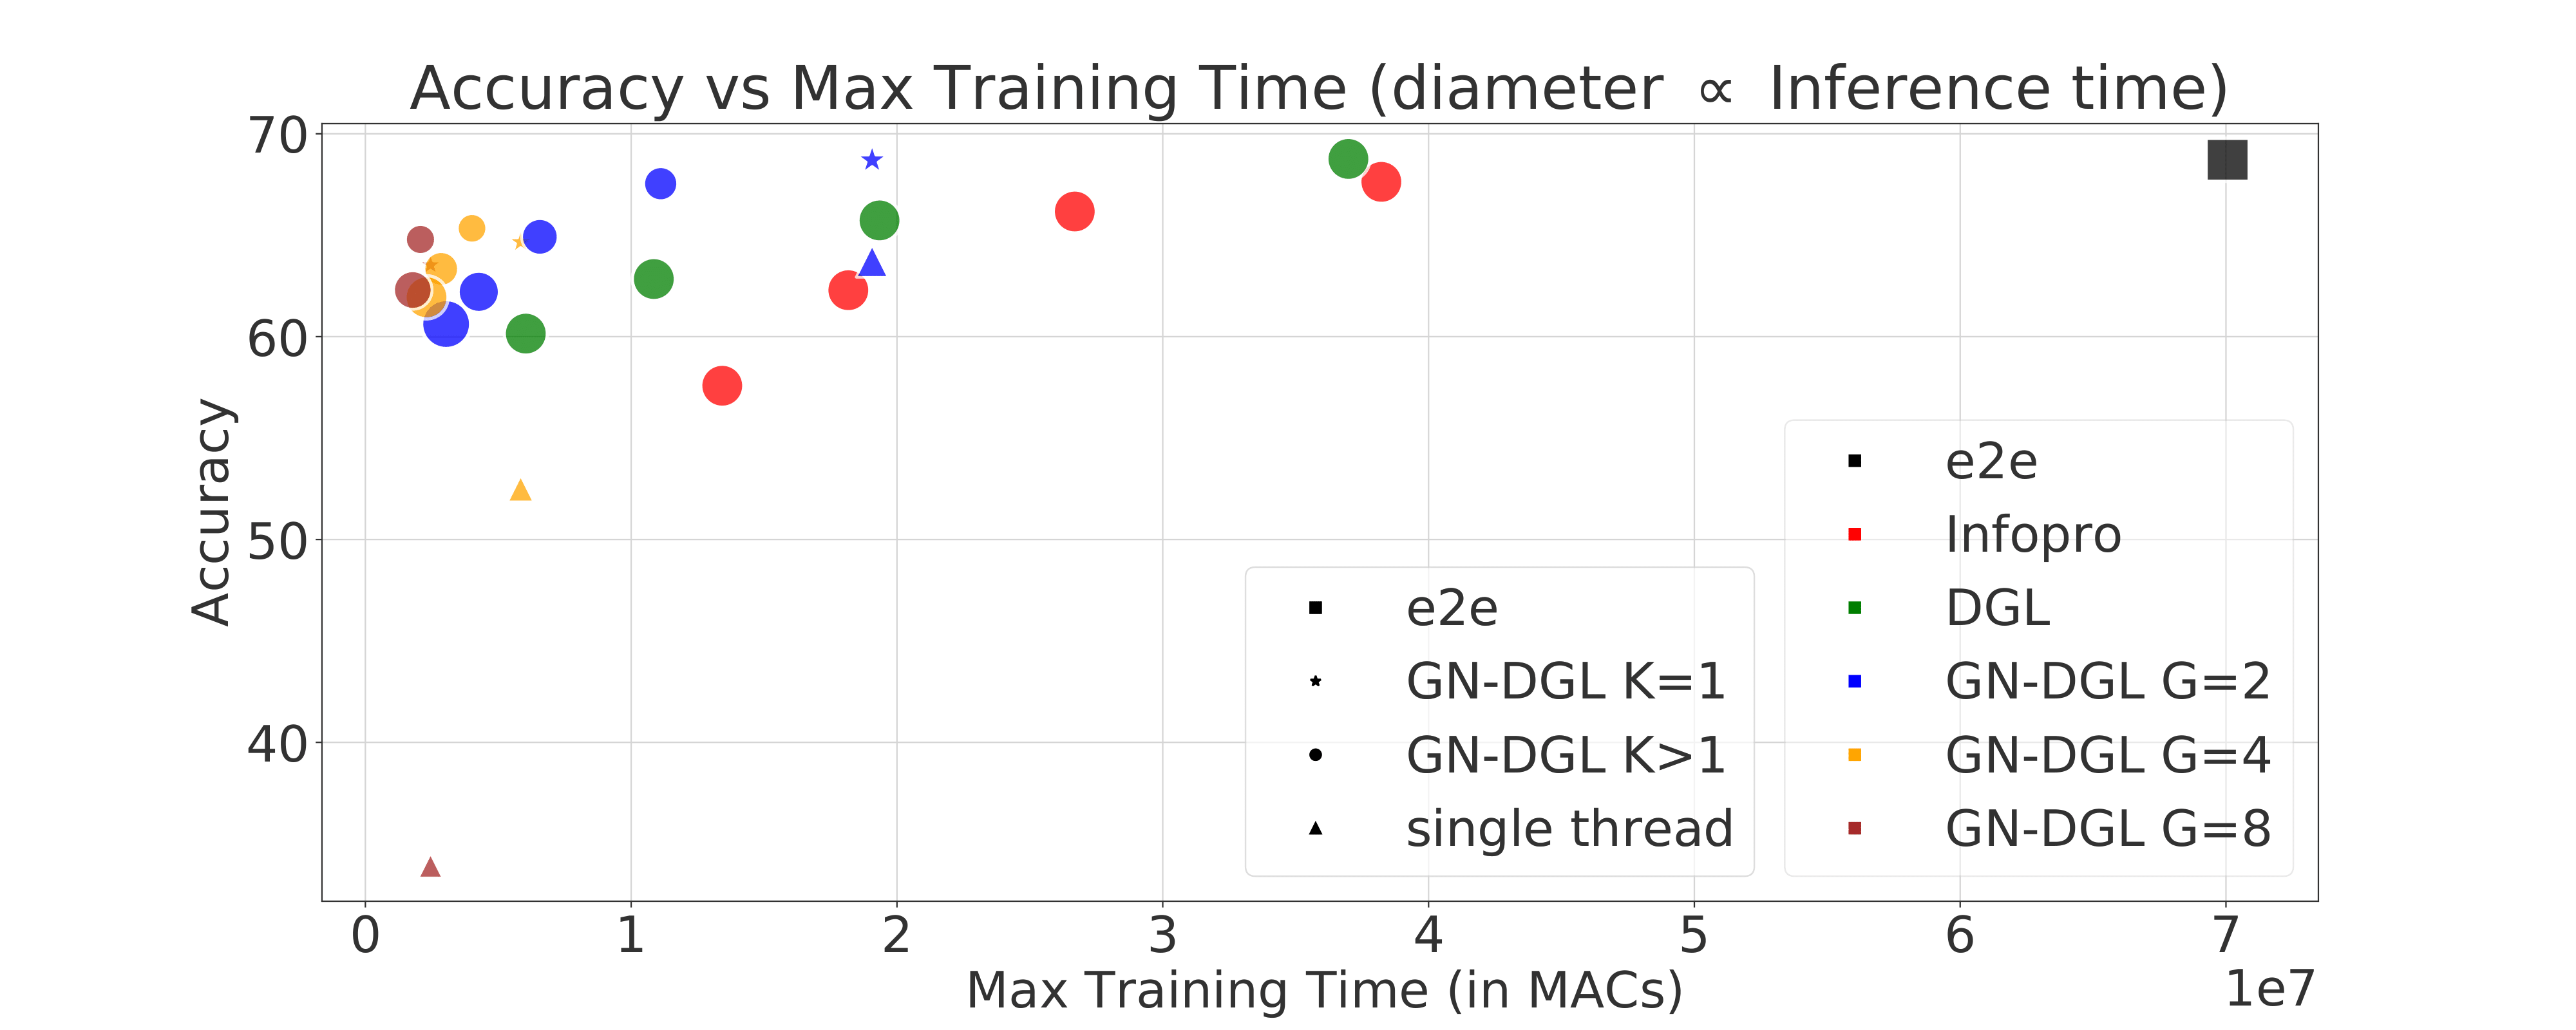 Accuracy vs Max Training Time (diameter ∝ Inference time)
70
60
50
40
Accuracy
e2e
GN-DGL K=1
GN-DGL K>1
single thread
e2e
Infopro
DGL
GN-DGL G=2
GN-DGL G=4
GN-DGL G=8
0 1 2 3 4 5 6 7
1e7
Max Training Time (in MACs)